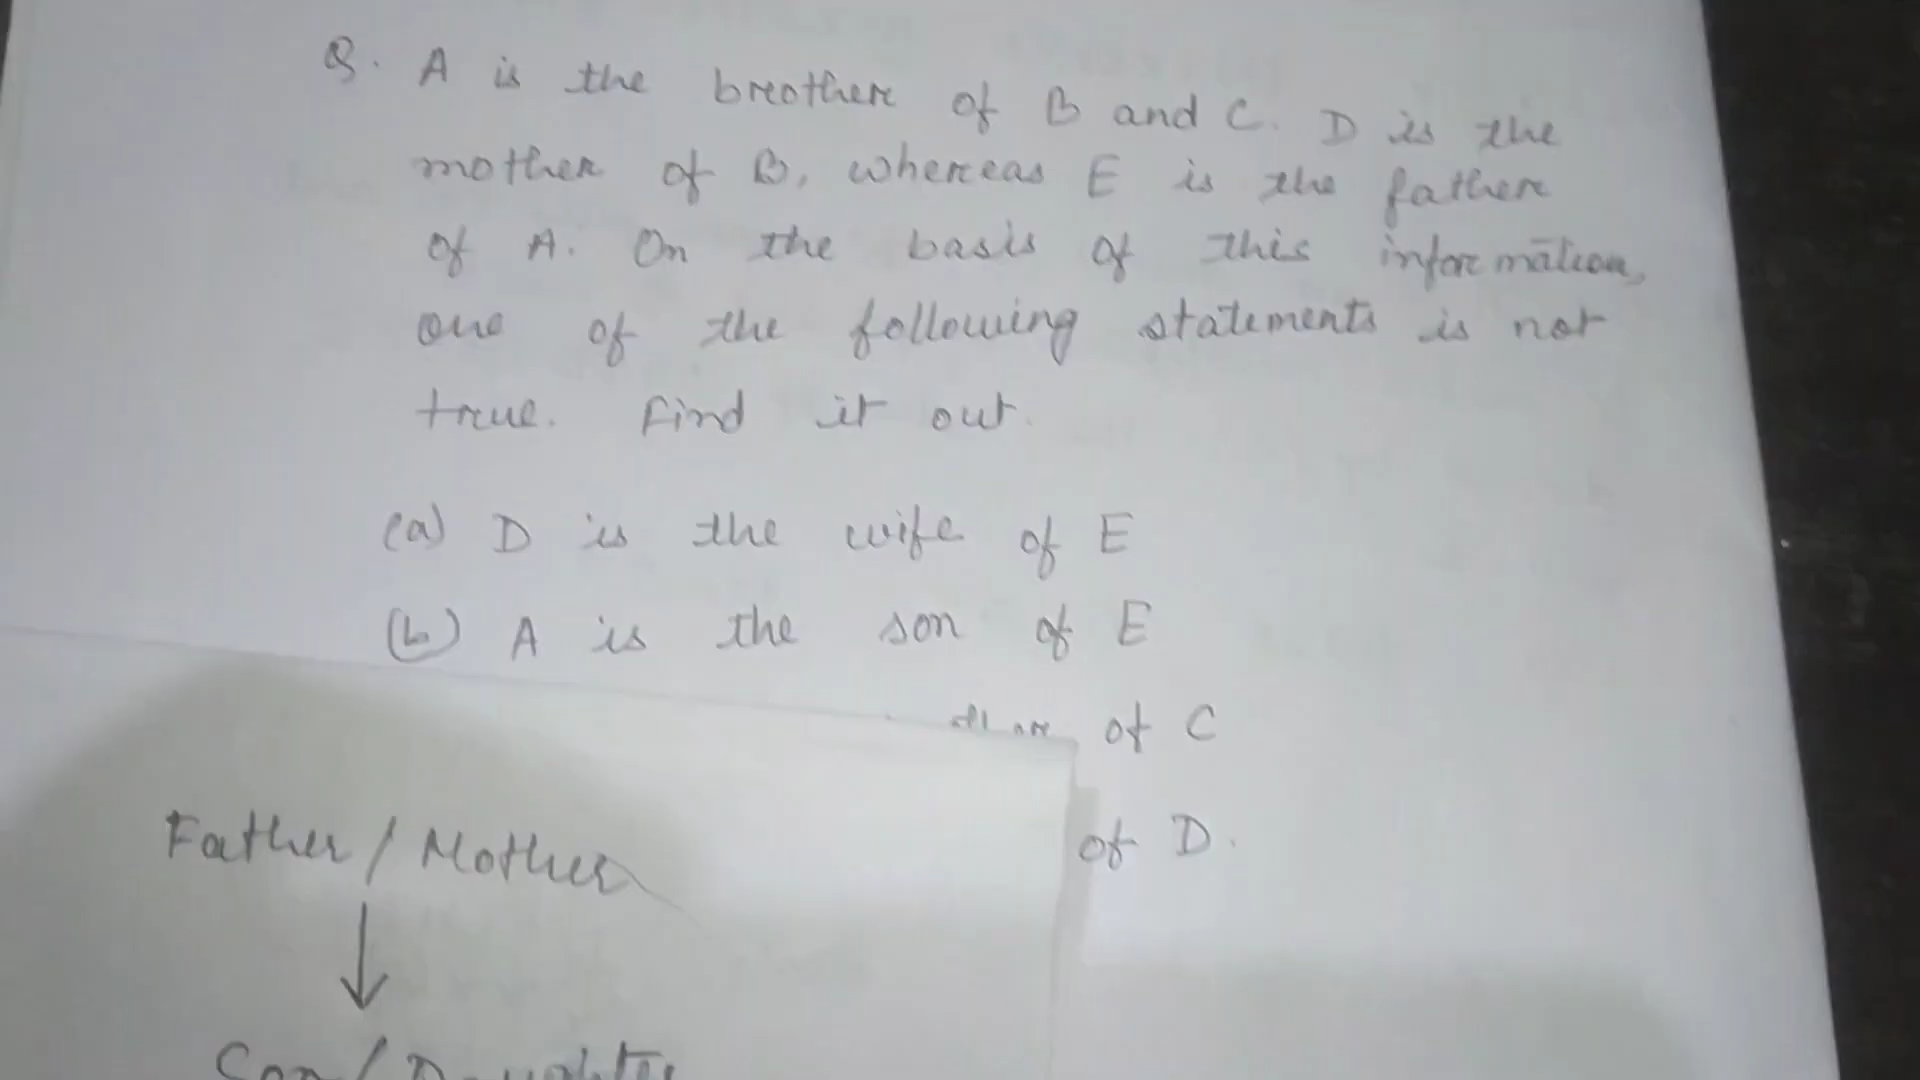 Q. A is the brother of B and C. D is the
mother of B, whereas E is the father
of A. On the basis of this information,
one of the following statements is not
true. Find it out.
(a) D is the wife of E
(b) A is the son of E
of C
of D.
Father / Mother
↓
Son / Daughter